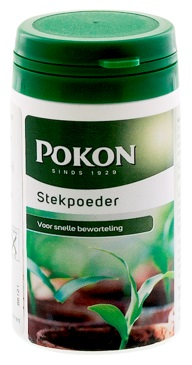 POKON
SINDS 1929
Stekpoeder
Voor snelle beworteling